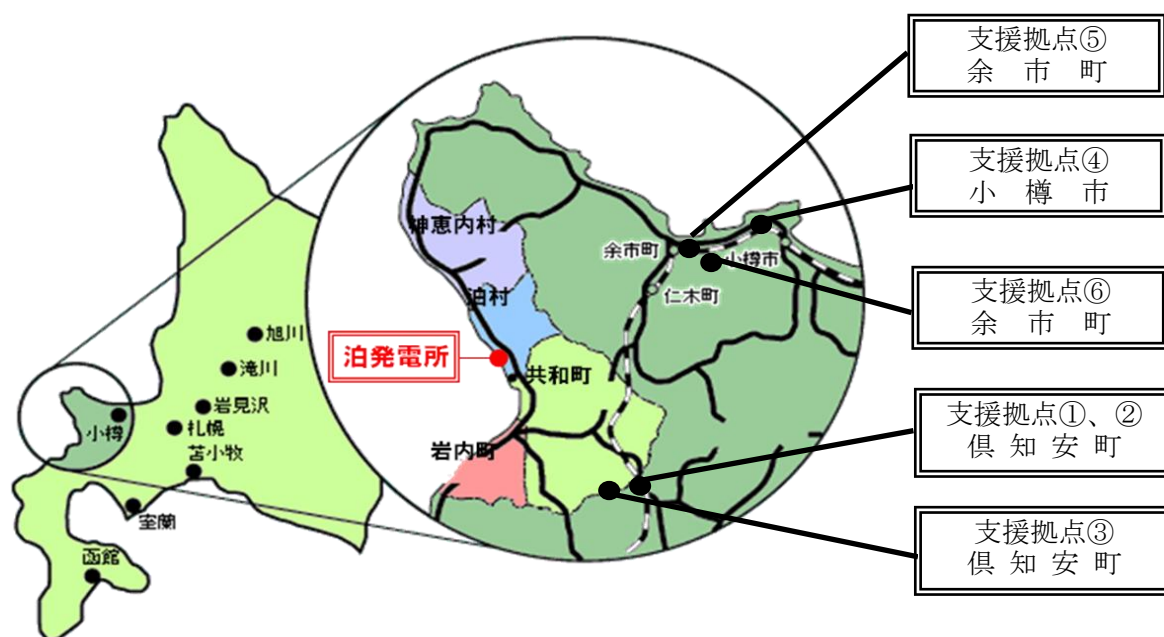 支援拠点⑤
余 市 町
支援拠点④
小 樽 市
支援拠点⑥
余 市 町
支援拠点①、②
倶 知 安 町
支援拠点③
倶 知 安 町
神恵内村
泊村
泊発電所
共和町
岩内町
余市町
小樽市
仁木町
旭川
滝川
岩見沢
札幌
小樽
苫小牧
室蘭
函館